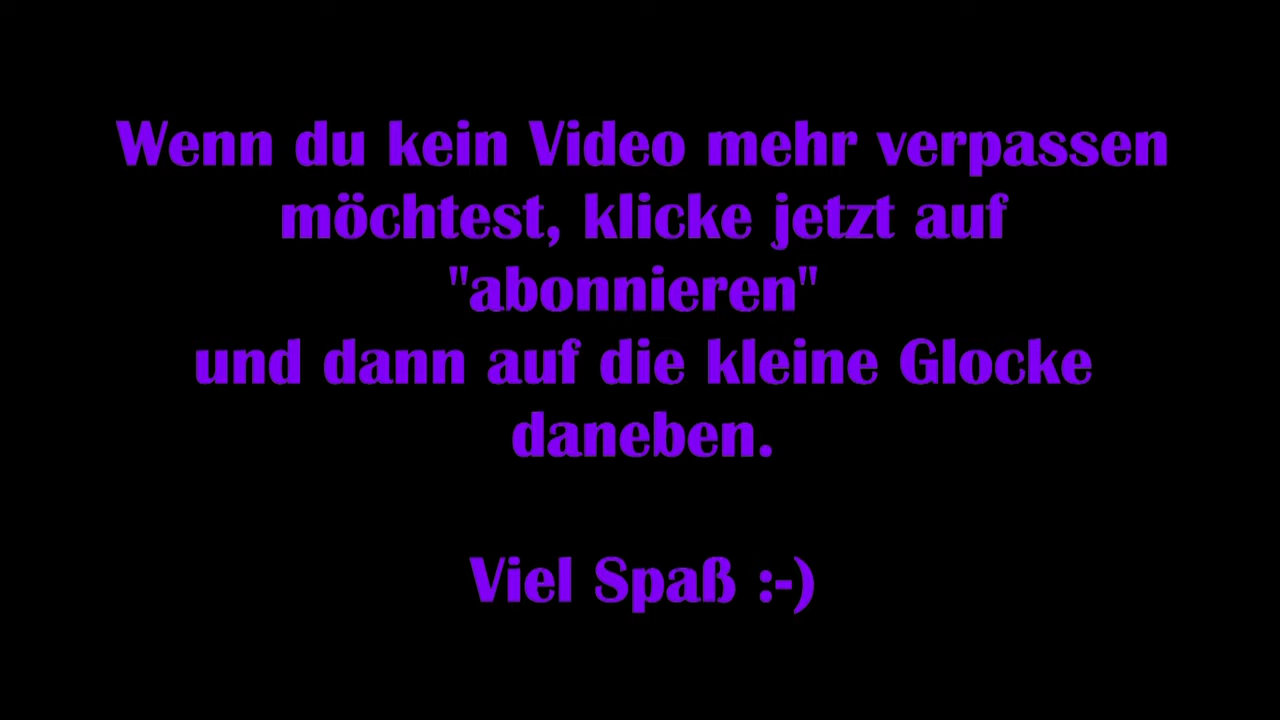 Wenn du kein Video mehr verpassen
möchtest, klicke jetzt auf
"abonnieren"
und dann auf die kleine Glocke
daneben.
Viel Spaß :-)